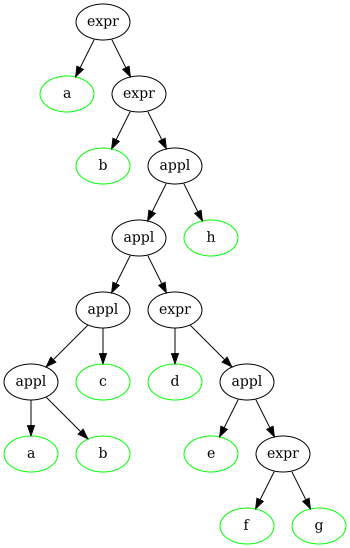 expr
a expr
b appl
appl h
appl expr
appl c d appl
a b e expr
f g